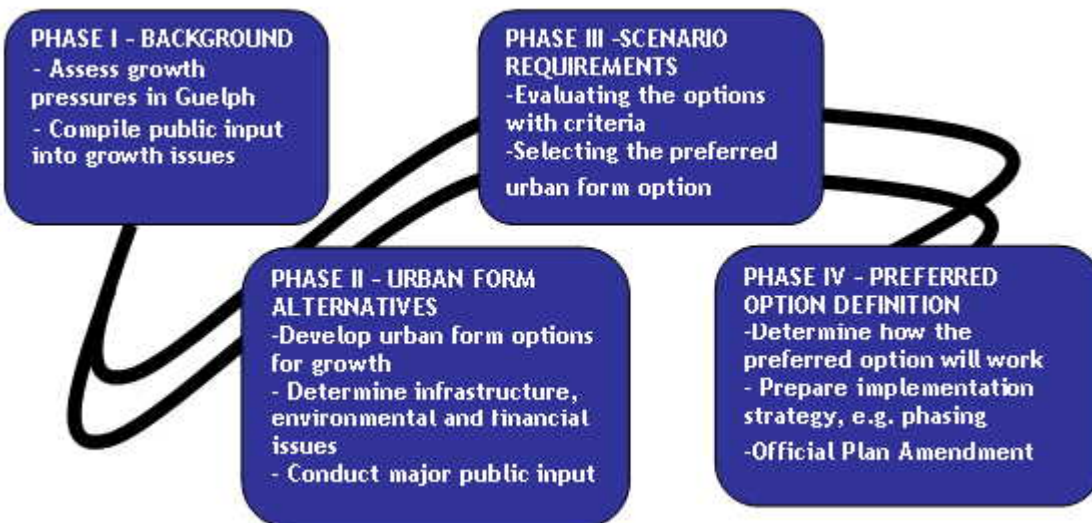 PHASE I - BACKGROUND
- Assess growth
pressures in Guelph
- Compile public input
into growth issues
PHASE II - URBAN FORM
ALTERNATIVES
-Develop urban form options
for growth
- Determine infrastructure,
environmental and financial
issues
- Conduct major public input
PHASE III -SCENARIO
REQUIREMENTS
-Evaluating the options
with criteria
-Selecting the preferred
urban form option
PHASE IV - PREFERRED
OPTION DEFINITION
-Determine how the
preferred option will work
- Prepare implementation
strategy, e.g. phasing
-Official Plan Amendment